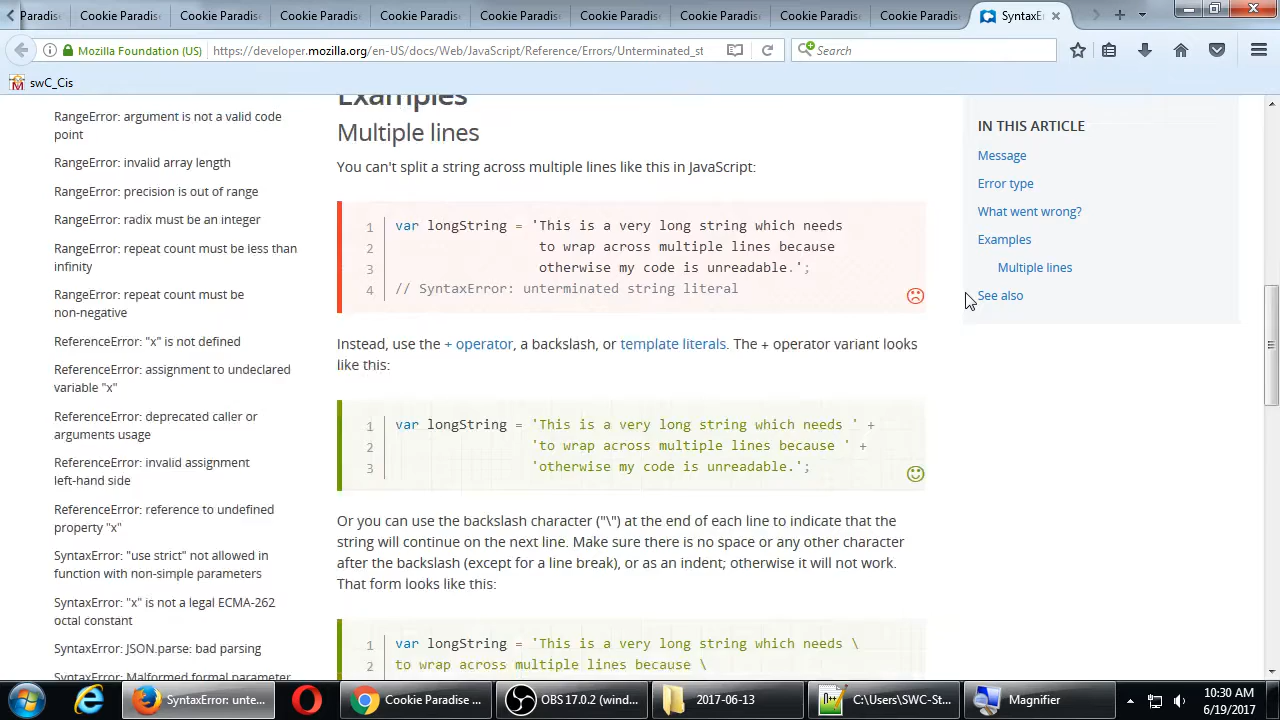 Paradis
Cookie Paradise
Cookie Paradise
Cookie Paradise
Cookie Paradise
Cookie Paradise
Cookie Paradise
Cookie Paradise
Cookie Paradise
Cookie Paradise
SyntaxEr
Mozilla Foundation (US)
https://developer.mozilla.org/en-US/docs/Web/JavaScript/Reference/Errors/Unterminated_st
Search
swC_Cis
RangeError: argument is not a valid code
point
RangeError: invalid array length
RangeError: precision is out of range
RangeError: radix must be an integer
RangeError: repeat count must be less than
infinity
RangeError: repeat count must be
non-negative
ReferenceError: "x" is not defined
ReferenceError: assignment to undeclared
variable "x"
ReferenceError: deprecated caller or
arguments usage
ReferenceError: invalid assignment
left-hand side
ReferenceError: reference to undefined
property "x"
SyntaxError: "use strict" not allowed in
function with non-simple parameters
SyntaxError: "x" is not a legal ECMA-262
octal constant
SyntaxError: JSON.parse: bad parsing
SyntaxError: Malformed formal parameter
Examples
Multiple lines
You can't split a string across multiple lines like this in JavaScript:
1 var longString = 'This is a very long string which needs
2 to wrap across multiple lines because
3 otherwise my code is unreadable.';
4 // SyntaxError: unterminated string literal
Instead, use the + operator, a backslash, or template literals. The + operator variant looks
like this:
1 var longString = 'This is a very long string which needs ' +
2 'to wrap across multiple lines because ' +
3 'otherwise my code is unreadable.';
Or you can use the backslash character ("\") at the end of each line to indicate that the
string will continue on the next line. Make sure there is no space or any other character
after the backslash (except for a line break), or as an indent; otherwise it will not work.
That form looks like this:
1 var longString = 'This is a very long string which needs \
2 to wrap across multiple lines because \
IN THIS ARTICLE
Message
Error type
What went wrong?
Examples
Multiple lines
See also
SyntaxError: unte...
Cookie Paradise ...
OBS 17.0.2 (wind...
2017-06-13
C:\Users\SWC-St...
Magnifier
10:30 AM
6/19/2017